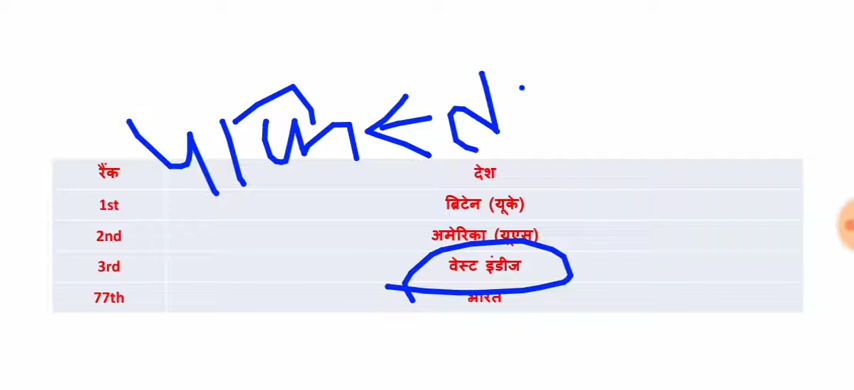 रैंक देश
1st ब्रिटेन (यूके)
2nd अमेरिका (यूएस)
3rd वेस्ट इंडीज
77th भारत